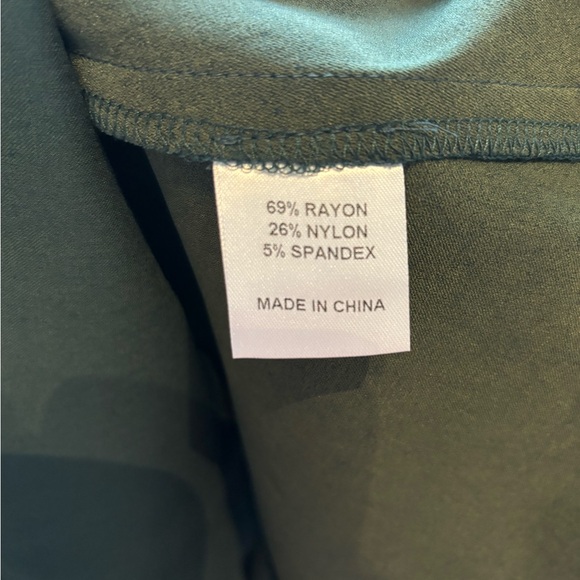 69% RAYON
26% NYLON
5% SPANDEX
MADE IN CHINA